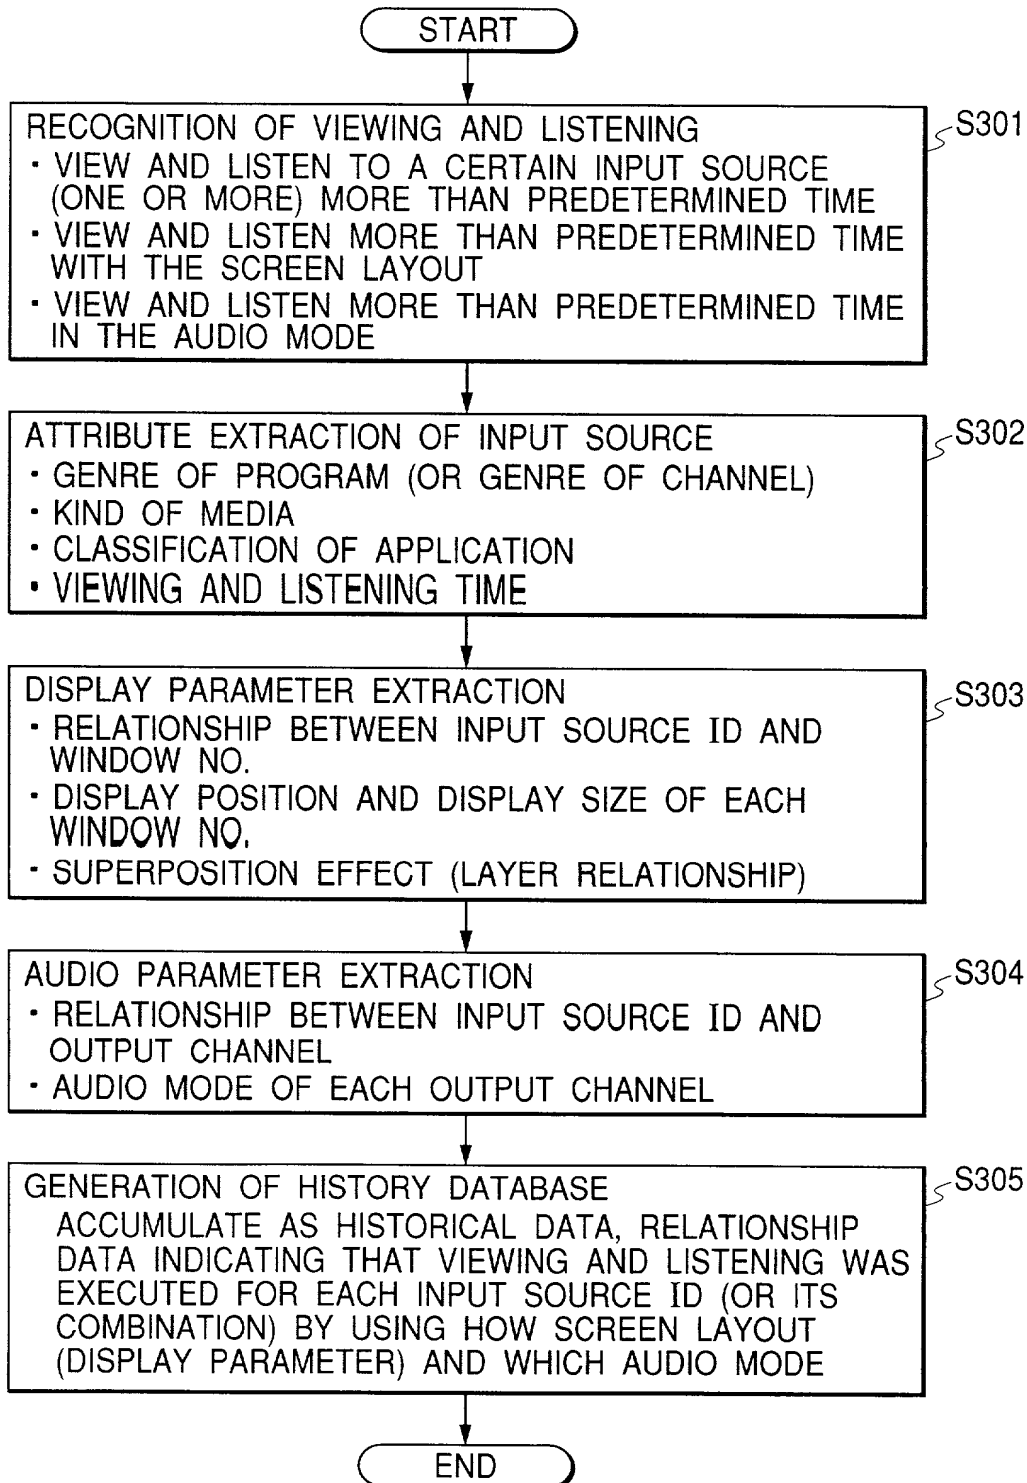 START
RECOGNITION OF VIEWING AND LISTENING
S301
· VIEW AND LISTEN TO A CERTAIN INPUT SOURCE
(ONE OR MORE) MORE THAN PREDETERMINED TIME
· VIEW AND LISTEN MORE THAN PREDETERMINED TIME
WITH THE SCREEN LAYOUT
· VIEW AND LISTEN MORE THAN PREDETERMINED TIME
IN THE AUDIO MODE
ATTRIBUTE EXTRACTION OF INPUT SOURCE
S302
· GENRE OF PROGRAM (OR GENRE OF CHANNEL)
· KIND OF MEDIA
· CLASSIFICATION OF APPLICATION
· VIEWING AND LISTENING TIME
DISPLAY PARAMETER EXTRACTION
S303
· RELATIONSHIP BETWEEN INPUT SOURCE ID AND
WINDOW NO.
· DISPLAY POSITION AND DISPLAY SIZE OF EACH
WINDOW NO.
· SUPERPOSITION EFFECT (LAYER RELATIONSHIP)
AUDIO PARAMETER EXTRACTION
S304
· RELATIONSHIP BETWEEN INPUT SOURCE ID AND
OUTPUT CHANNEL
· AUDIO MODE OF EACH OUTPUT CHANNEL
GENERATION OF HISTORY DATABASE
S305
ACCUMULATE AS HISTORICAL DATA, RELATIONSHIP
DATA INDICATING THAT VIEWING AND LISTENING WAS
EXECUTED FOR EACH INPUT SOURCE ID (OR ITS
COMBINATION) BY USING HOW SCREEN LAYOUT
(DISPLAY PARAMETER) AND WHICH AUDIO MODE
END